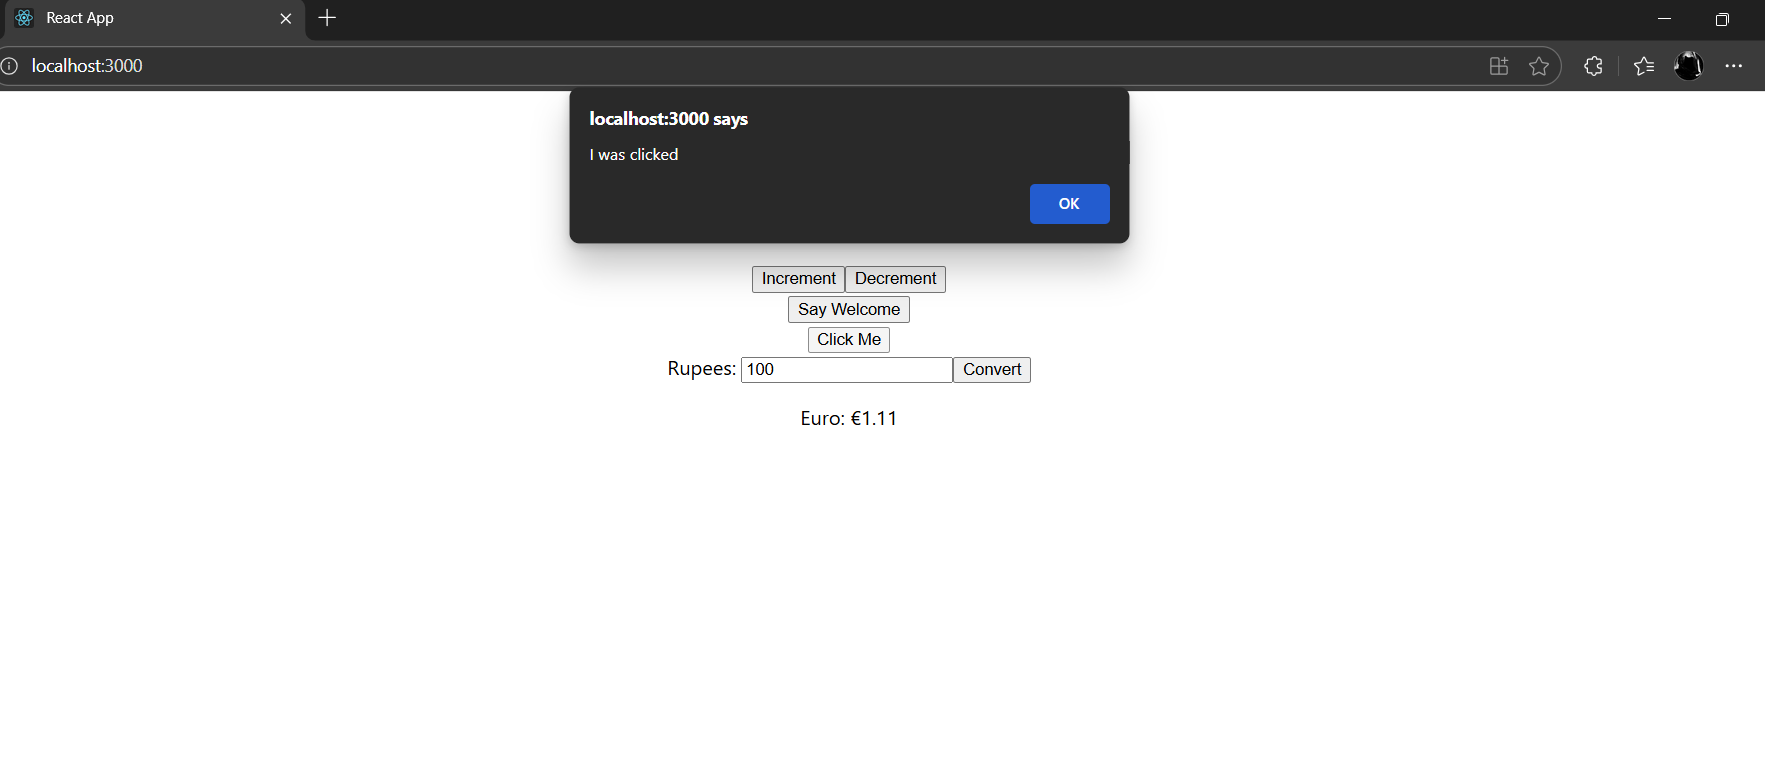 React App
localhost:3000
localhost:3000 says
I was clicked
OK
Increment Decrement
Say Welcome
Click Me
Rupees: 100 Convert
Euro: €1.11